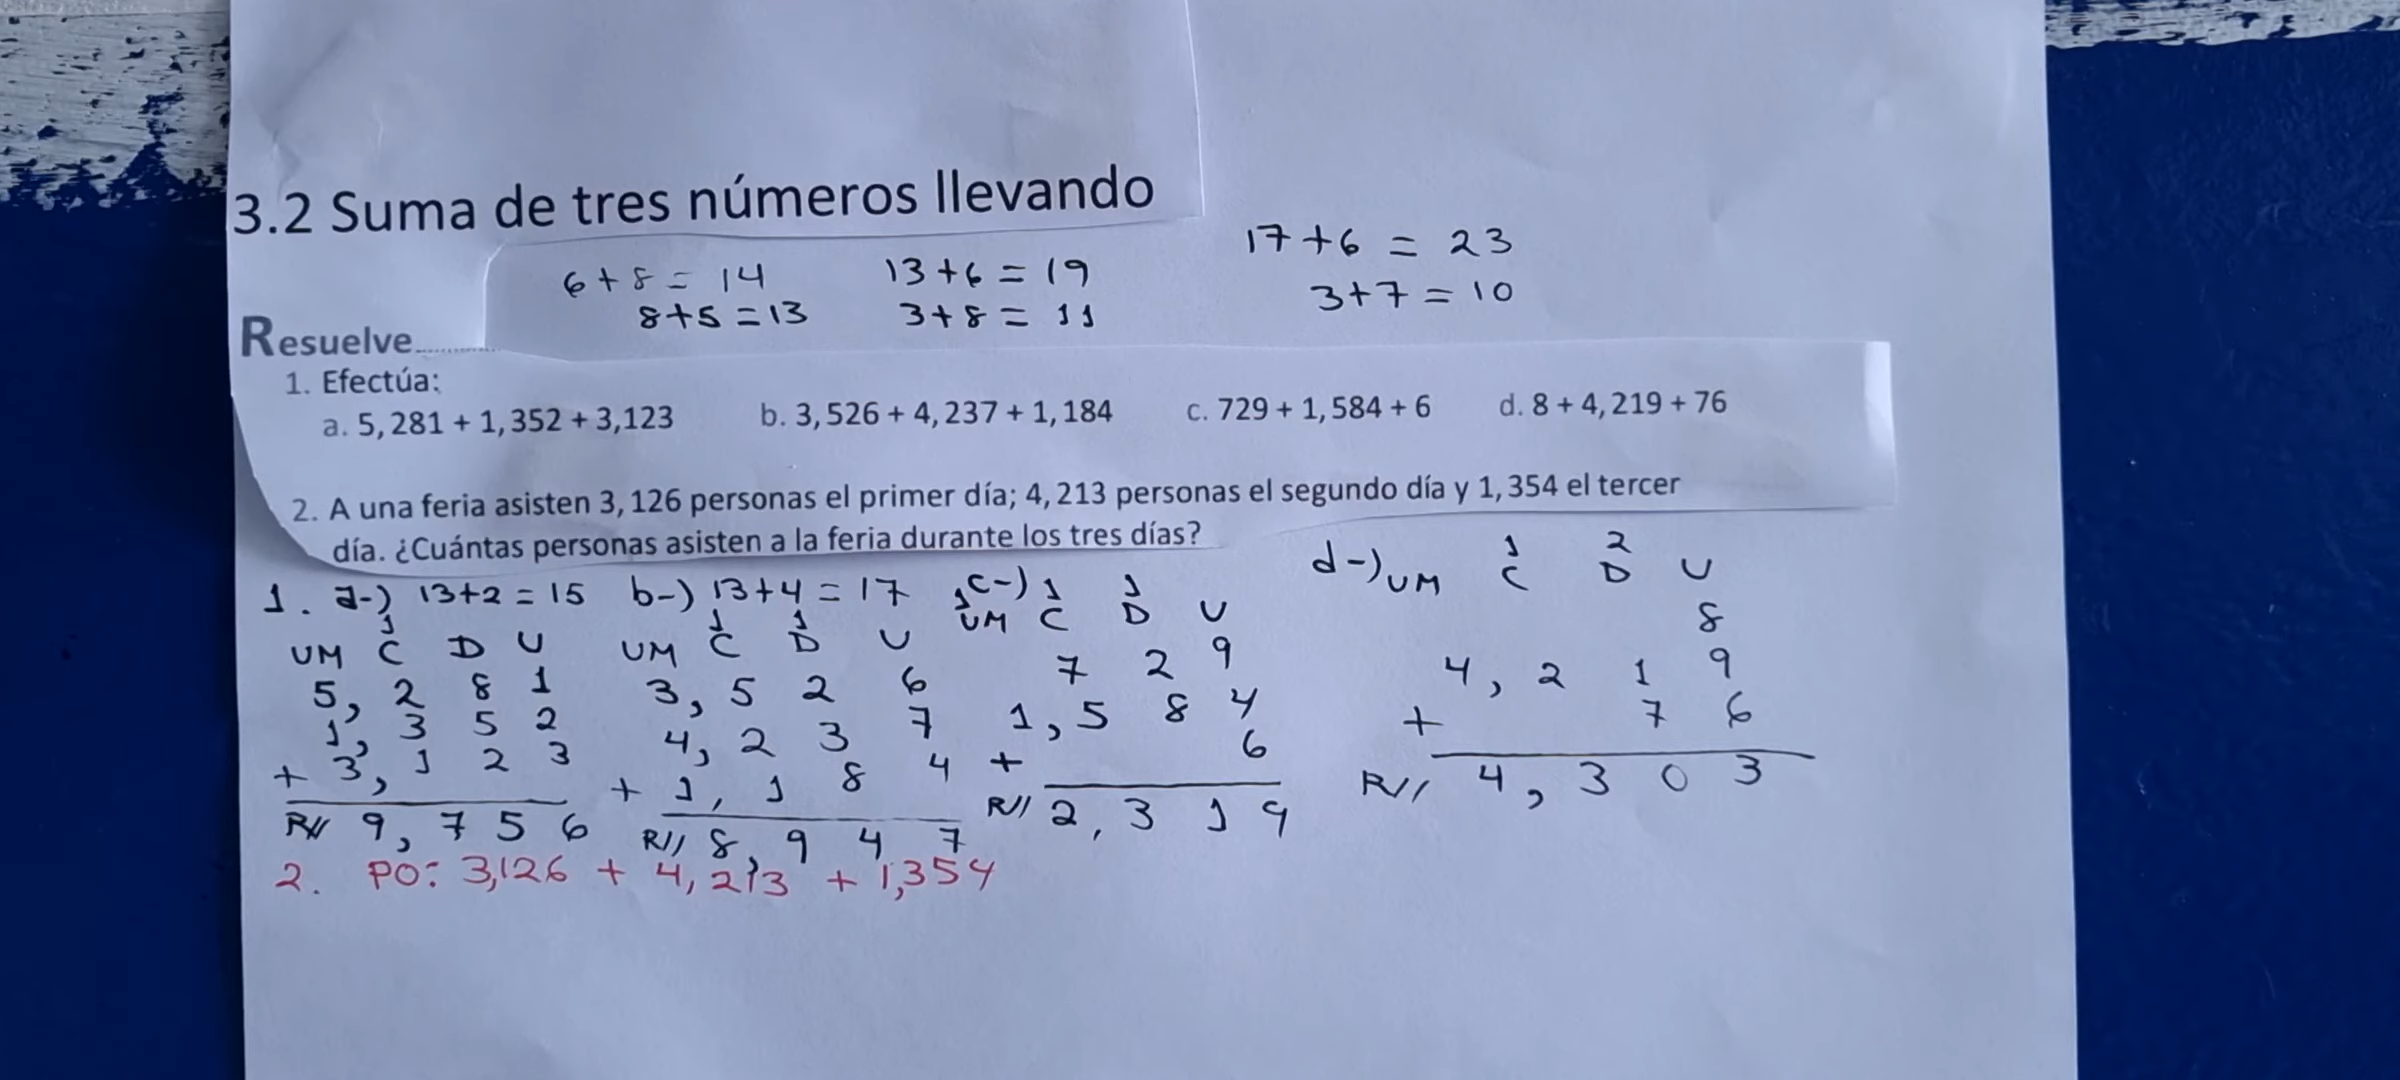 3.2 Suma de tres números llevando
6 + 8 = 14
8+5 = 13
13+6 = 19
3+8 = 11
17+6 = 23
3+7 = 10
Resuelve
1. Efectúa:
a. 5, 281 + 1, 352 + 3,123
b. 3, 526 + 4, 237 + 1, 184
c. 729 + 1, 584 + 6
d. 8 + 4, 219 + 76
2. A una feria asisten 3, 126 personas el primer día; 4, 213 personas el segundo día y 1, 354 el tercer
día. ¿Cuántas personas asisten a la feria durante los tres días?
1. a-) 13+2 = 15
1
UM C D U
5, 2 8 1
1, 3 5 2
+ 3, 1 2 3
R// 9, 7 5 6
b-) 13+4 = 17
1 1
UM C D U
3, 5 2 6
4, 2 3 7
+ 1, 1 8 4
R// 8, 9 4 7
c-)
1 1 1
UM C D U
7 2 9
1, 5 8 4
+ 6
R// 2, 3 1 9
d-)
1 2
UM C D U
8
4, 2 1 9
+ 7 6
R// 4, 3 0 3
2. PO: 3,126 + 4, 213 + 1,354